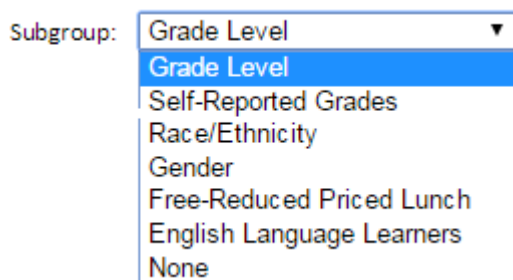 Subgroup: Grade Level ▼
Grade Level
Self-Reported Grades
Race/Ethnicity
Gender
Free-Reduced Priced Lunch
English Language Learners
None